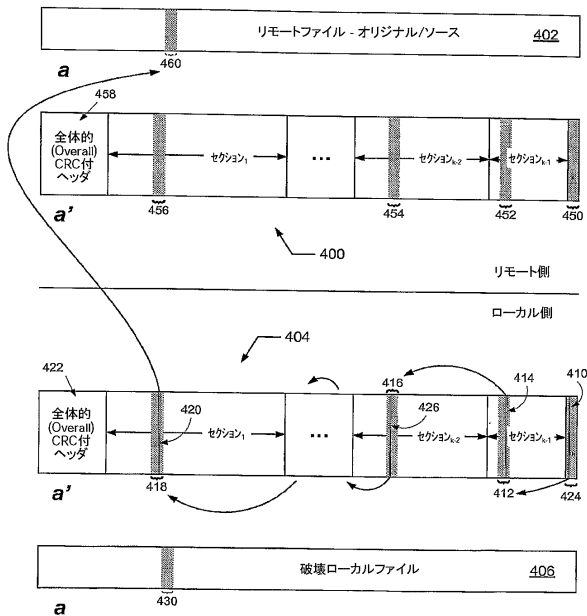 リモートファイル - オリジナル/ソース 402
a
460
458
全体的
(Overall)
CRC付
ヘッダ
セクション1
...
セクションk-2
セクションk-1
a'
456
454
452
450
400
リモート側
ローカル側
404
422
416
414
410
全体的
(Overall)
CRC付
ヘッダ
420
セクション1
...
426
セクションk-2
セクションk-1
a'
418
412
424
破壊ローカルファイル 406
a
430